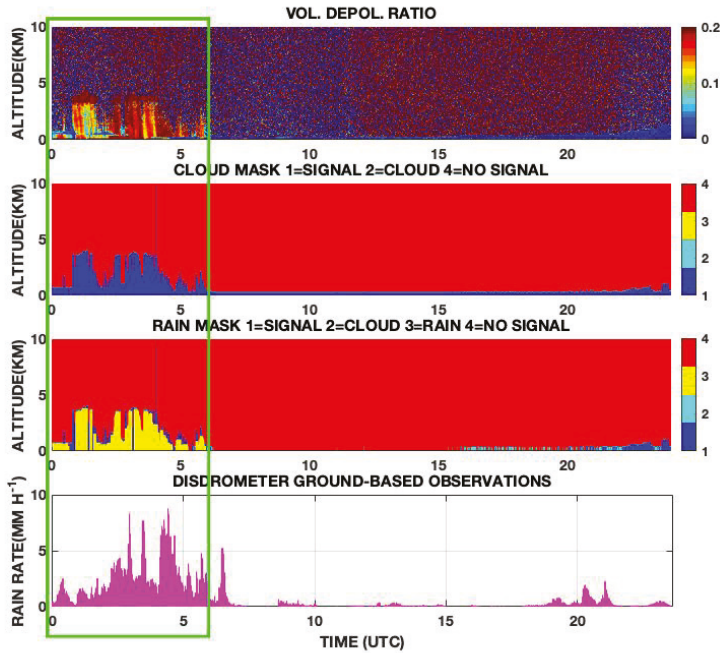 VOL. DEPOL. RATIO
ALTITUDE(KM)
10
5
0
0 5 10 15 20
0.2
0.1
0
CLOUD MASK 1=SIGNAL 2=CLOUD 4=NO SIGNAL
ALTITUDE(KM)
10
5
0
0 5 10 15 20
4
3
2
1
RAIN MASK 1=SIGNAL 2=CLOUD 3=RAIN 4=NO SIGNAL
ALTITUDE(KM)
10
5
0
0 5 10 15 20
4
3
2
1
DISDROMETER GROUND-BASED OBSERVATIONS
RAIN RATE(MM H-1)
10
5
0
0 5 10 15 20
TIME (UTC)